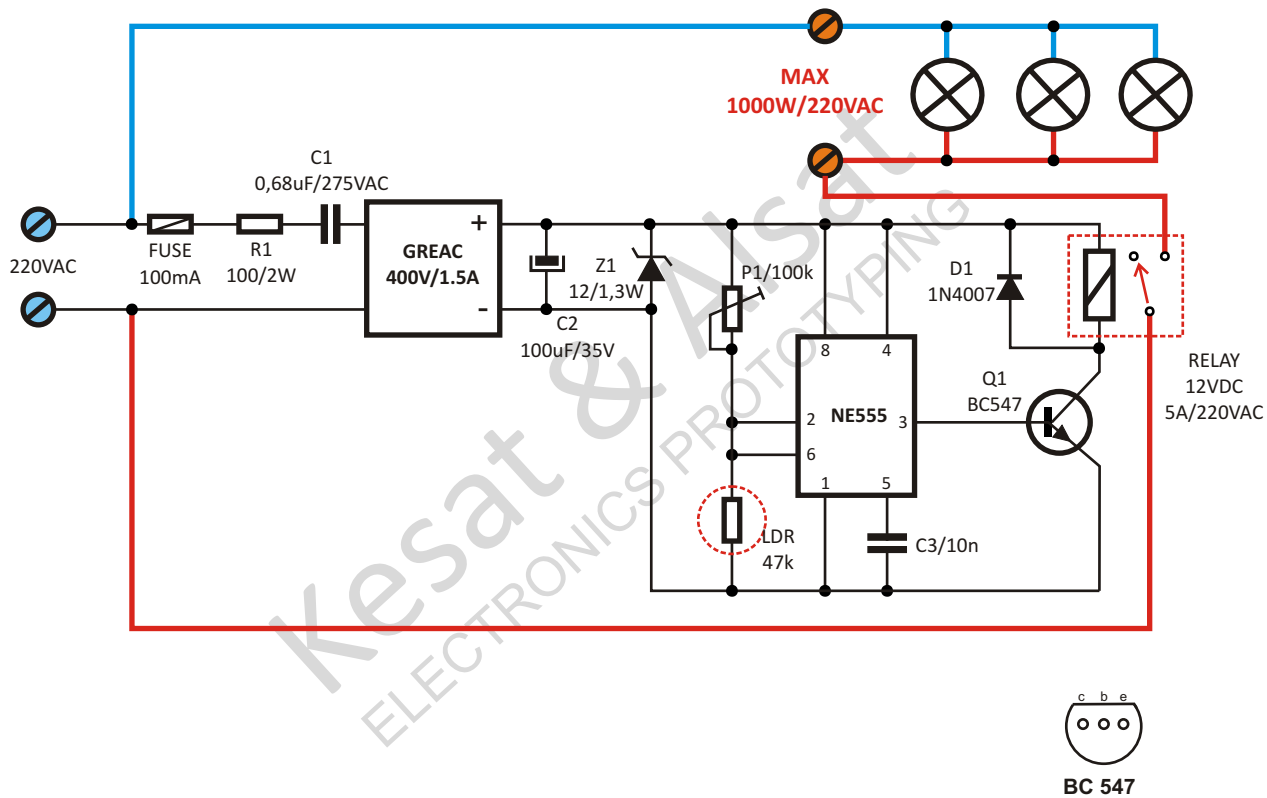 MAX
1000W/220VAC
C1
0,68uF/275VAC
220VAC
FUSE
100mA
R1
100/2W
GREAC
400V/1.5A
+
-
Z1
12/1,3W
C2
100uF/35V
P1/100k
D1
1N4007
8
4
2
NE555
3
6
1
5
Q1
BC547
RELAY
12VDC
5A/220VAC
LDR
47k
C3/10n
Kesat & Alsat
ELECTRONICS PROTOTYPING
c b e
BC 547